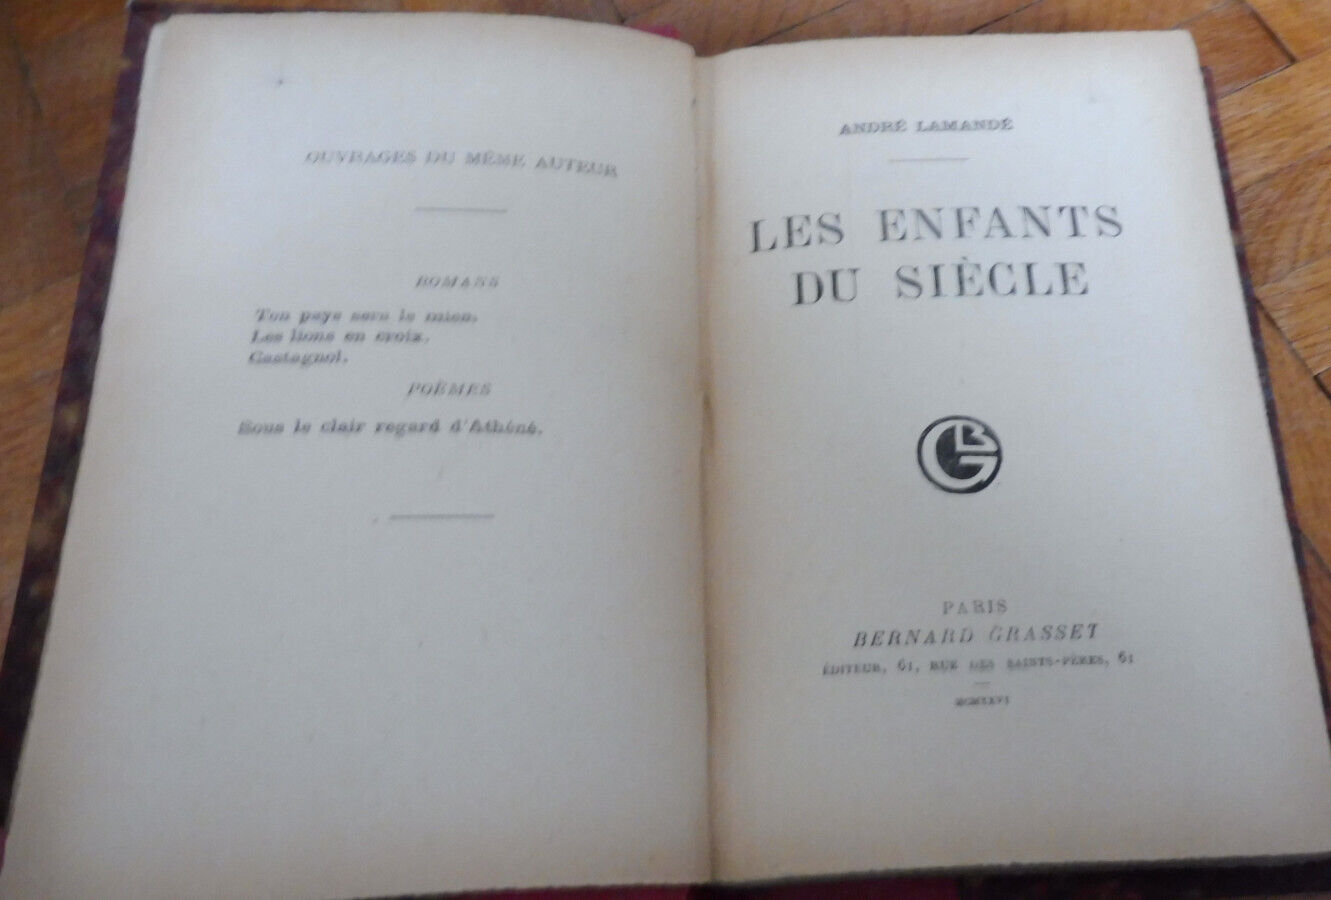 OUVRAGES DU MÊME AUTEUR
ROMANS
Ton pays sera le mien.
Les lions en croix.
Castagnol.
POÈMES
Sous le clair regard d'Athéné.
ANDRÉ LAMANDÉ
LES ENFANTS
DU SIÈCLE
BG
PARIS
BERNARD GRASSET
ÉDITEUR, 61, RUE DES SAINTS-PÈRES, 61
MCMXXVI